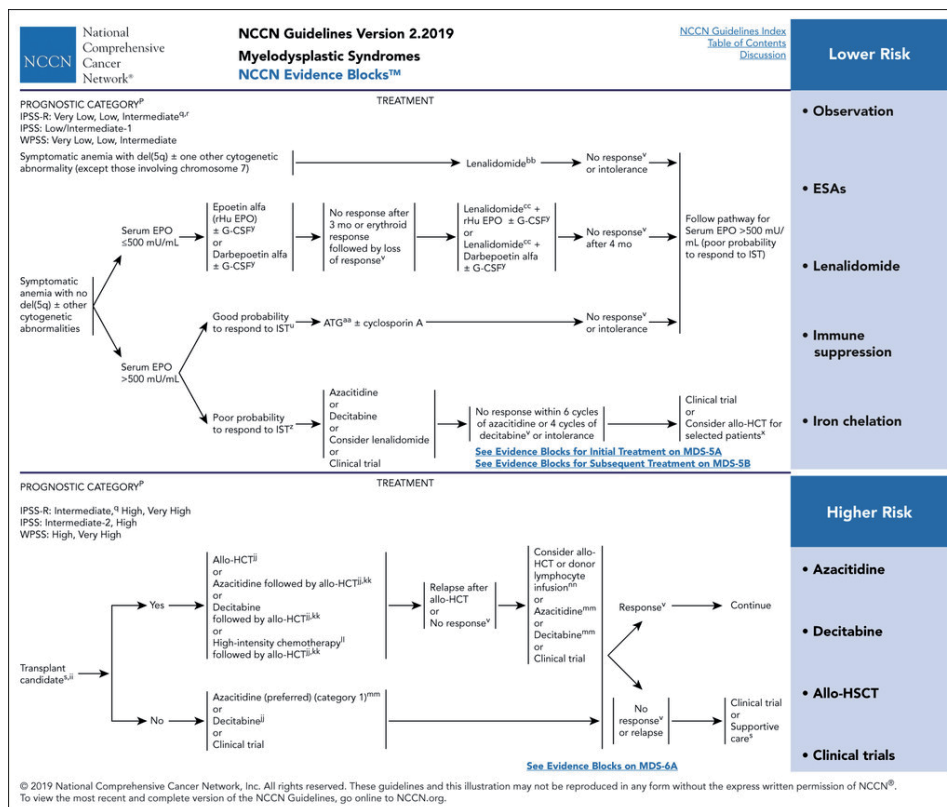 NCCN
National
Comprehensive
Cancer
Network®
NCCN Guidelines Version 2.2019
Myelodysplastic Syndromes
NCCN Evidence Blocks™
NCCN Guidelines Index
Table of Contents
Discussion
Lower Risk
• Observation
• ESAs
• Lenalidomide
• Immune
suppression
• Iron chelation
PROGNOSTIC CATEGORYᵖ
TREATMENT
IPSS-R: Very Low, Low, Intermediateq,r
IPSS: Low/Intermediate-1
WPSS: Very Low, Low, Intermediate
Symptomatic anemia with del(5q) ± one other cytogenetic
abnormality (except those involving chromosome 7)
Lenalidomidebb
No responsev
or intolerance
Symptomatic
anemia with no
del(5q) ± other
cytogenetic
abnormalities
Serum EPO
≤500 mU/mL
Epoetin alfa
(rHu EPO)
± G-CSFy
or
Darbepoetin alfa
± G-CSFy
No response after
3 mo or erythroid
response
followed by loss
of responsev
Lenalidomidecc +
rHu EPO ± G-CSFy
or
Lenalidomidecc +
Darbepoetin alfa
± G-CSFy
No responsev
after 4 mo
Follow pathway for
Serum EPO >500 mU/
mL (poor probability
to respond to IST)
Serum EPO
>500 mU/mL
Good probability
to respond to ISTu
ATGaa ± cyclosporin A
No responsev
or intolerance
Poor probability
to respond to ISTz
Azacitidine
or
Decitabine
or
Consider lenalidomide
or
Clinical trial
No response within 6 cycles
of azacitidine or 4 cycles of
decitabinev or intolerance
Clinical trial
or
Consider allo-HCT for
selected patientsx
See Evidence Blocks for Initial Treatment on MDS-5A
See Evidence Blocks for Subsequent Treatment on MDS-5B
PROGNOSTIC CATEGORYᵖ
TREATMENT
IPSS-R: Intermediate,q High, Very High
IPSS: Intermediate-2, High
WPSS: High, Very High
Transplant
candidates,ii
Yes
Allo-HCTjj
or
Azacitidine followed by allo-HCTjj,kk
or
Decitabine
followed by allo-HCTjj,kk
or
High-intensity chemotherapyll
followed by allo-HCTjj,kk
Relapse after
allo-HCT
or
No responsev
Consider allo-
HCT or donor
lymphocyte
infusionnn
or
Azacitidinemm
or
Decitabinemm
or
Clinical trial
Responsev
Continue
No
Azacitidine (preferred) (category 1)mm
or
Decitabinejj
or
Clinical trial
No
responsev
or relapse
Clinical trial
or
Supportive
cares
See Evidence Blocks on MDS-6A
Higher Risk
• Azacitidine
• Decitabine
• Allo-HSCT
• Clinical trials
© 2019 National Comprehensive Cancer Network, Inc. All rights reserved. These guidelines and this illustration may not be reproduced in any form without the express written permission of NCCN®.
To view the most recent and complete version of the NCCN Guidelines, go online to NCCN.org.